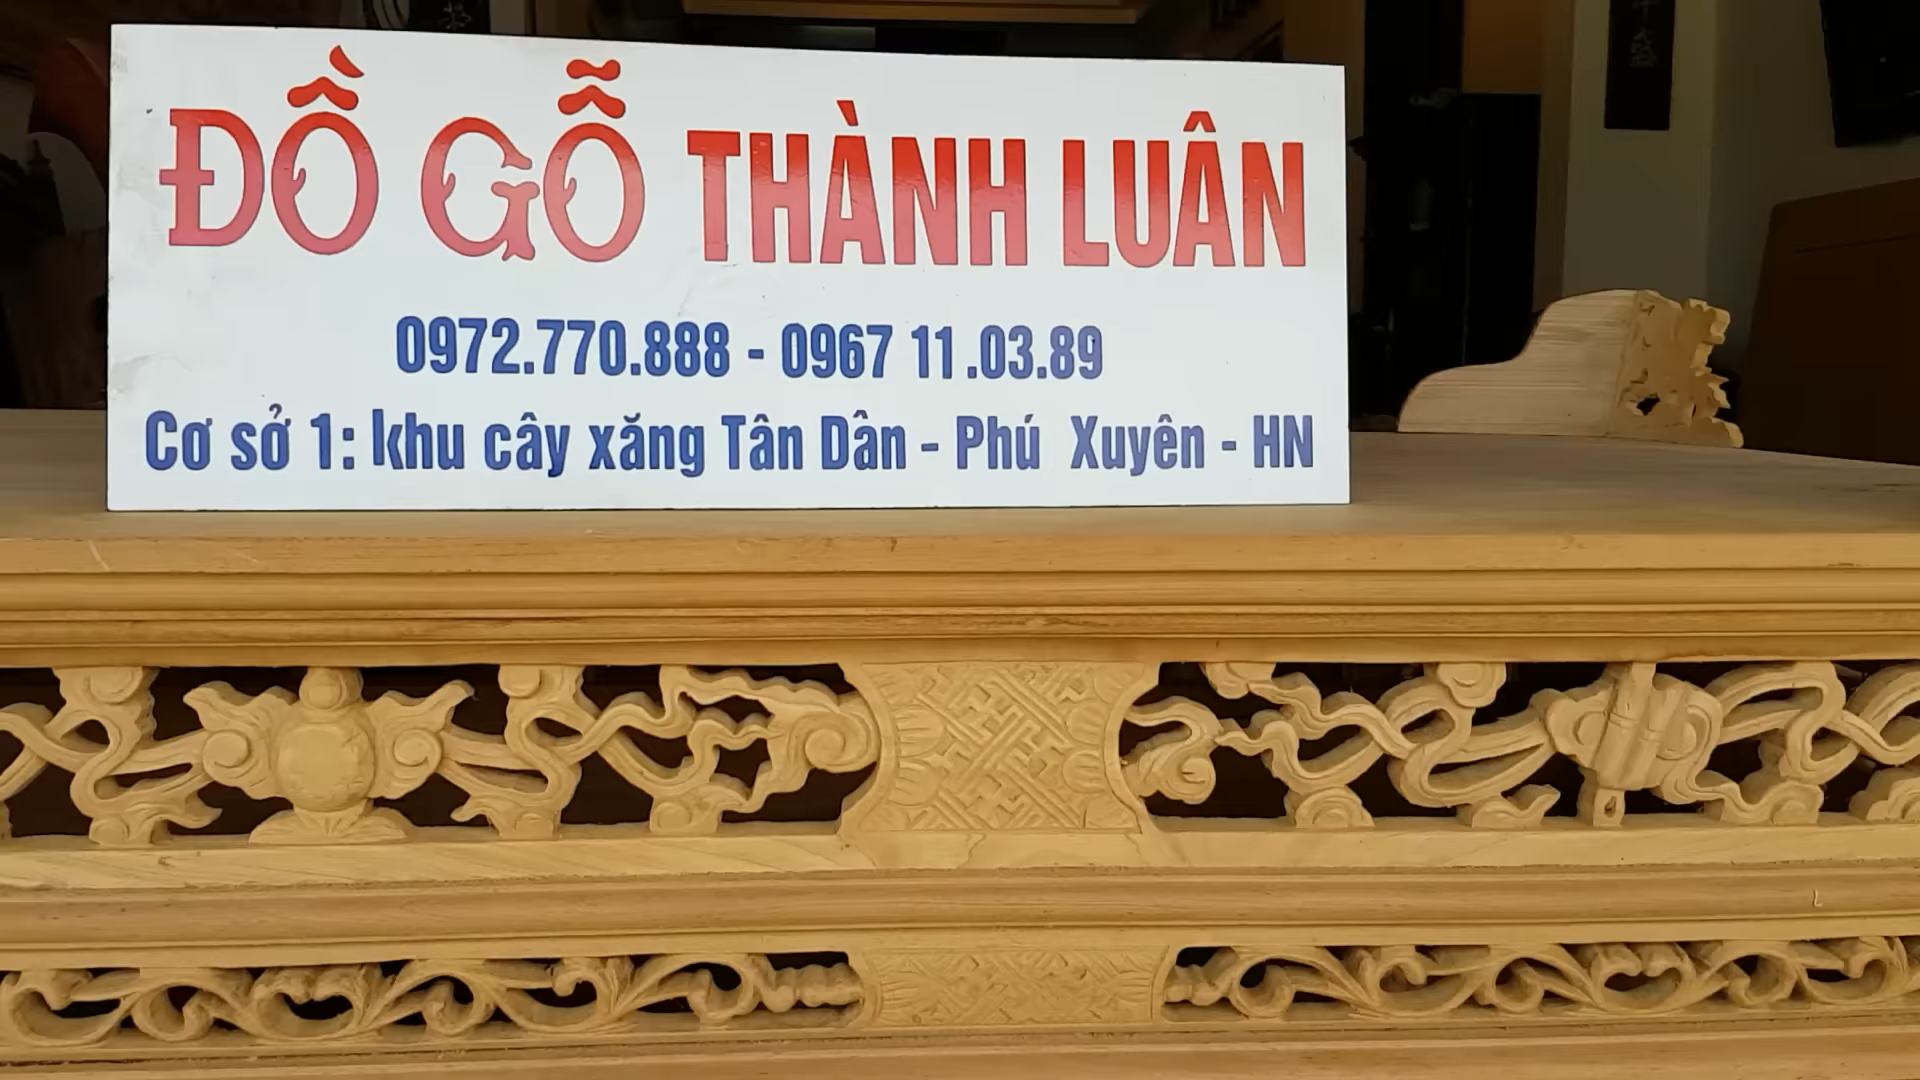 ĐỒ GỖ THÀNH LUÂN
0972.770.888 - 0967 11.03.89
Cơ sở 1: khu cây xăng Tân Dân - Phú Xuyên - HN